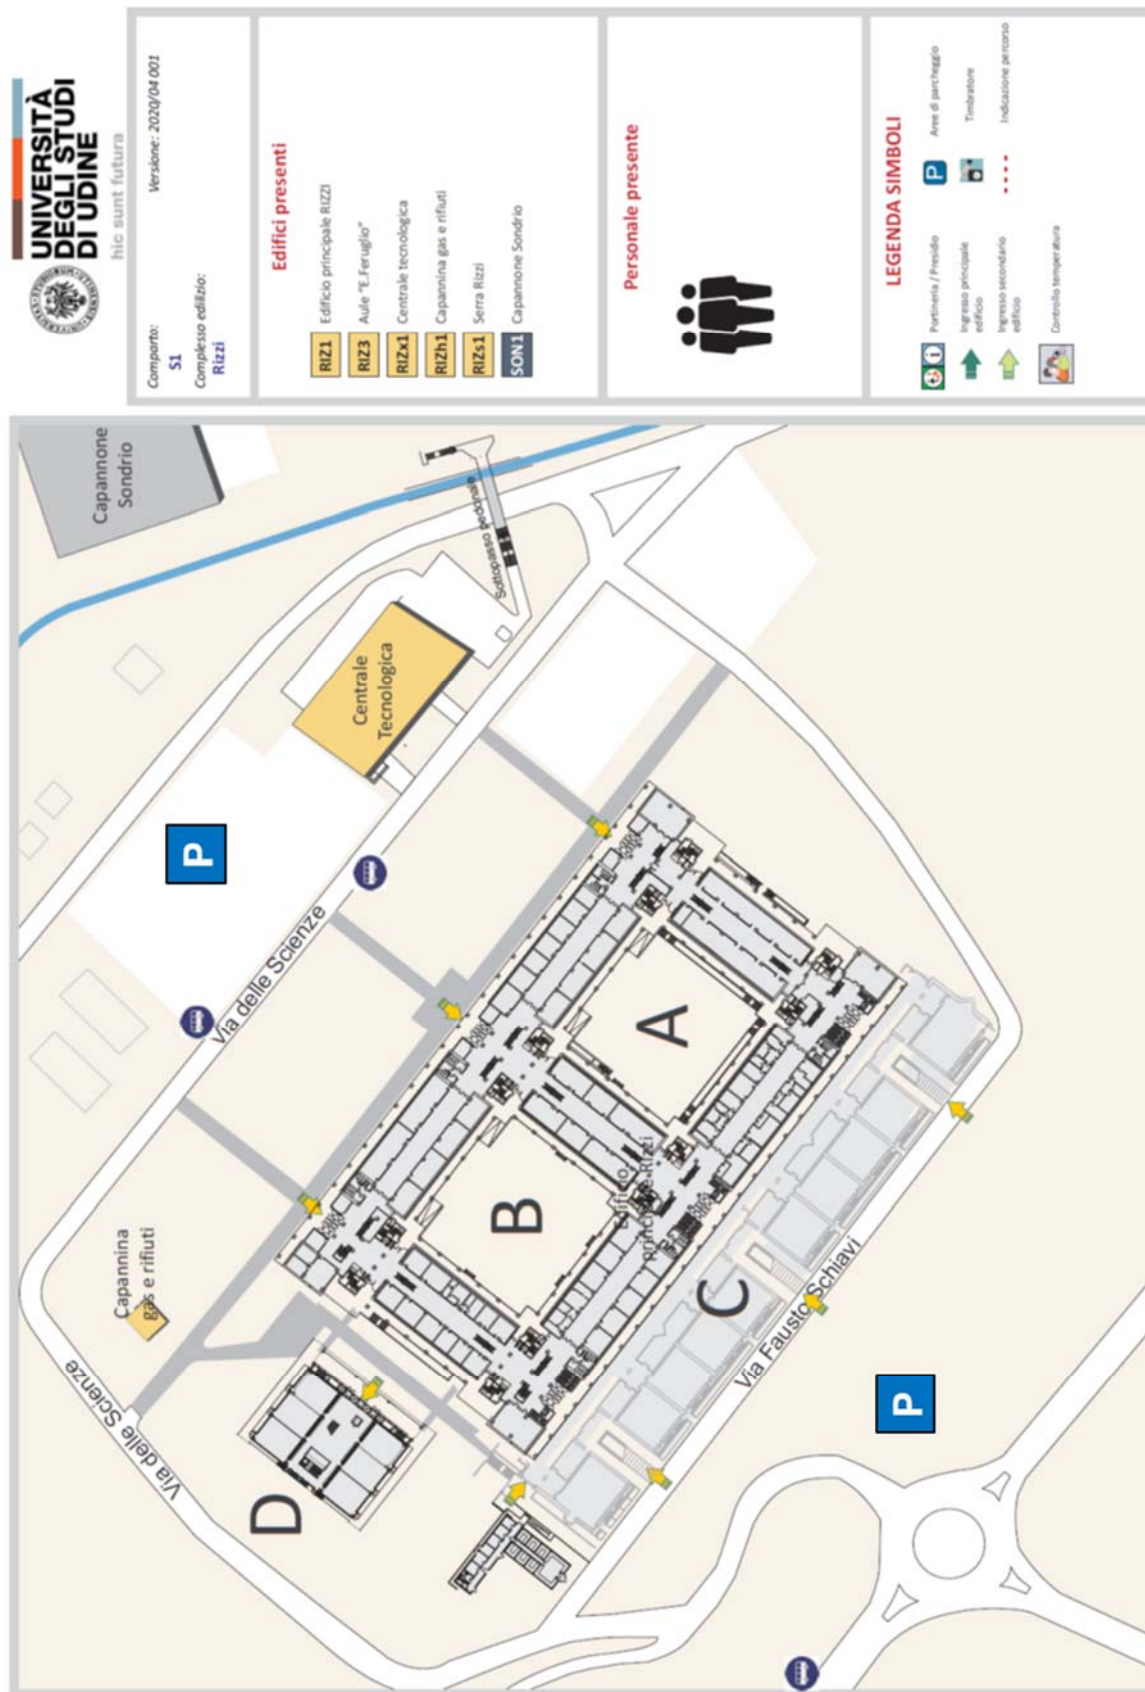 UNIVERSITÀ
DEGLI STUDI
DI UDINE
hic sunt futura
Comparto:
S1
Versione: 2020/04 001
Complesso edilizio:
Rizzi
Edifici presenti
RIZ1 Edificio principale RIZZI
RIZ3 Aule "E.Feruglio"
RIZx1 Centrale tecnologica
RIZh1 Capannina gas e rifiuti
RIZs1 Serra Rizzi
SON1 Capannone Sondrio
Personale presente
LEGENDA SIMBOLI
Portineria / Presidio
P Aree di parcheggio
Ingresso principale
edificio
Timbratore
Ingresso secondario
edificio
Indicazione percorso
Controllo temperatura
Capannone
Sondrio
Sottopasso pedonale
Centrale
Tecnologica
P
Via delle Scienze
Capannina
gas e rifiuti
Via delle Scienze
A
B
Edificio
principale Rizzi
C
D
Via Fausto Schiavi
P